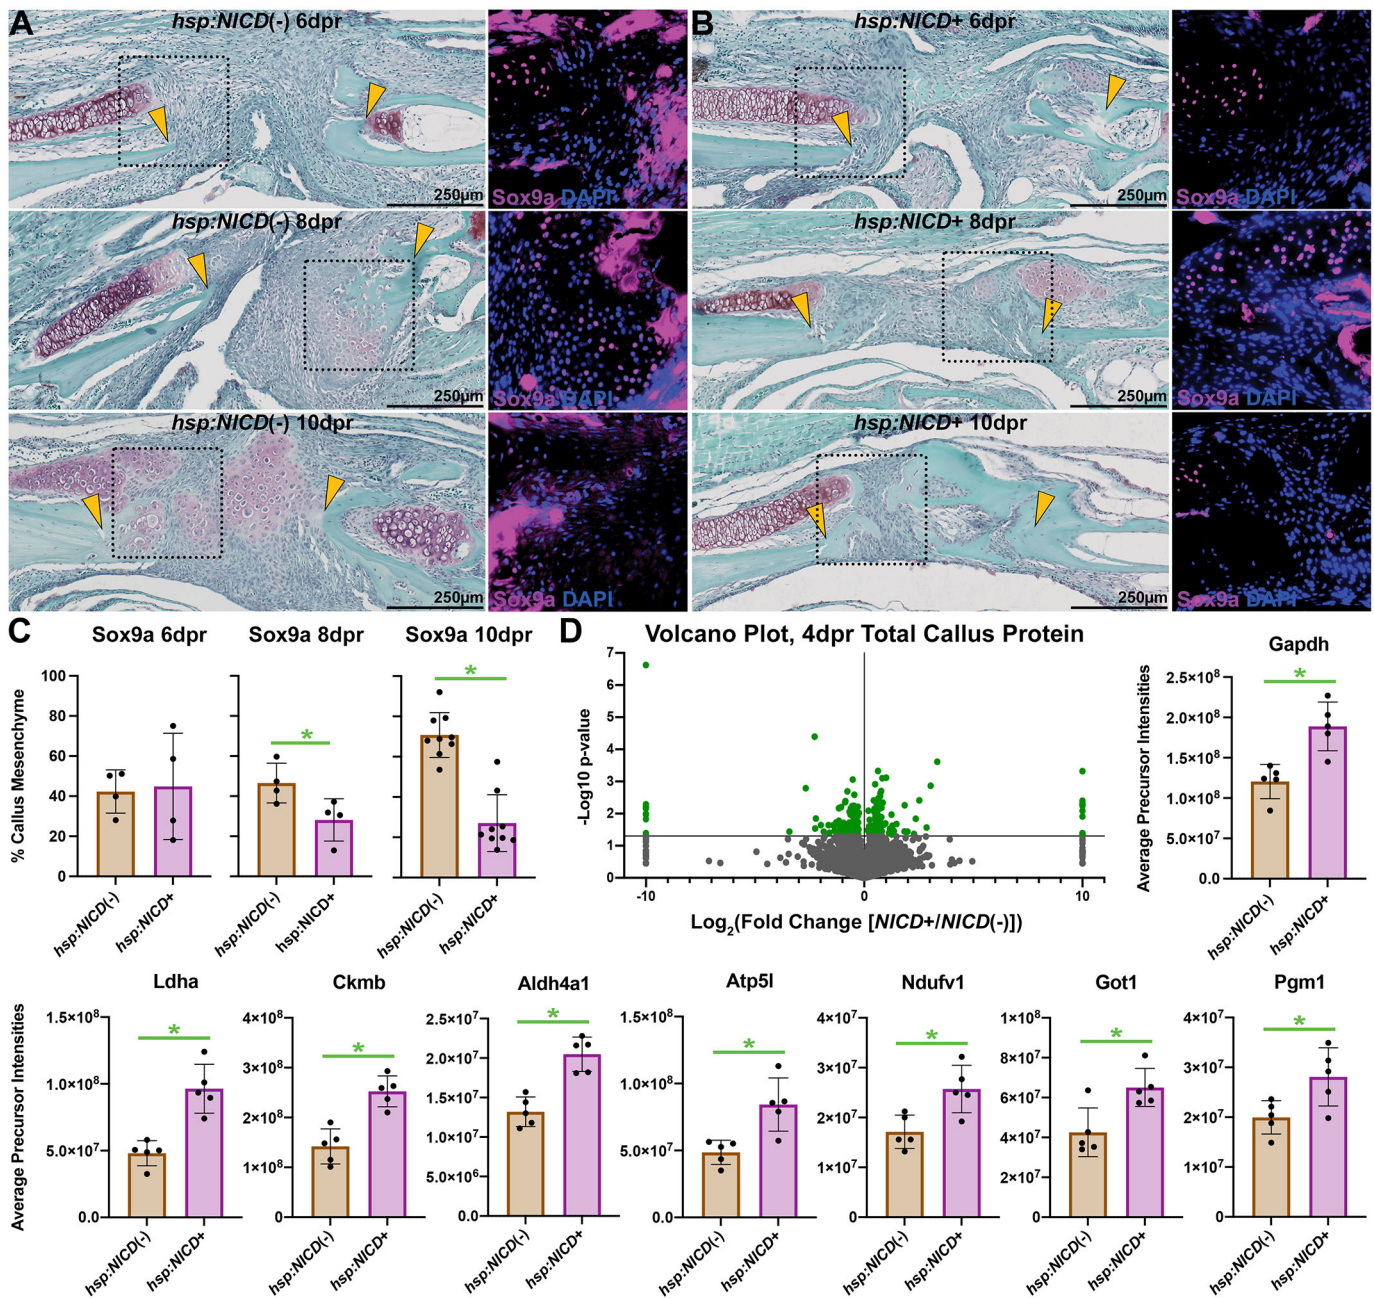 A
hsp:NICD(-) 6dpr
250µm
Sox9a DAPI
B
hsp:NICD+ 6dpr
250µm
Sox9a DAPI
hsp:NICD(-) 8dpr
250µm
Sox9a DAPI
hsp:NICD+ 8dpr
250µm
Sox9a DAPI
hsp:NICD(-) 10dpr
250µm
Sox9a DAPI
hsp:NICD+ 10dpr
250µm
Sox9a DAPI
C
Sox9a 6dpr
Sox9a 8dpr
Sox9a 10dpr
% Callus Mesenchyme
100
80
60
40
20
0
*
*
hsp:NICD(-)
hsp:NICD+
hsp:NICD(-)
hsp:NICD+
hsp:NICD(-)
hsp:NICD+
D
Volcano Plot, 4dpr Total Callus Protein
-Log10 p-value
7
6
5
4
3
2
1
0
-10
0
10
Log₂(Fold Change [NICD+/NICD(-)])
Gapdh
Average Precursor Intensities
*
2.5×10⁸
2.0×10⁸
1.5×10⁸
1.0×10⁸
5.0×10⁷
0.0
hsp:NICD(-)
hsp:NICD+
Ldha
Average Precursor Intensities
*
1.5×10⁸
1.0×10⁸
5.0×10⁷
0.0
hsp:NICD(-)
hsp:NICD+
Ckmb
*
4×10⁸
3×10⁸
2×10⁸
1×10⁸
0
hsp:NICD(-)
hsp:NICD+
Aldh4a1
*
2.5×10⁷
2.0×10⁷
1.5×10⁷
1.0×10⁷
5.0×10⁶
0.0
hsp:NICD(-)
hsp:NICD+
Atp5l
*
1.5×10⁸
1.0×10⁸
5.0×10⁷
0.0
hsp:NICD(-)
hsp:NICD+
Ndufv1
*
4×10⁷
3×10⁷
2×10⁷
1×10⁷
0
hsp:NICD(-)
hsp:NICD+
Got1
*
1×10⁸
8×10⁷
6×10⁷
4×10⁷
2×10⁷
0
hsp:NICD(-)
hsp:NICD+
Pgm1
*
4×10⁷
3×10⁷
2×10⁷
1×10⁷
0
hsp:NICD(-)
hsp:NICD+